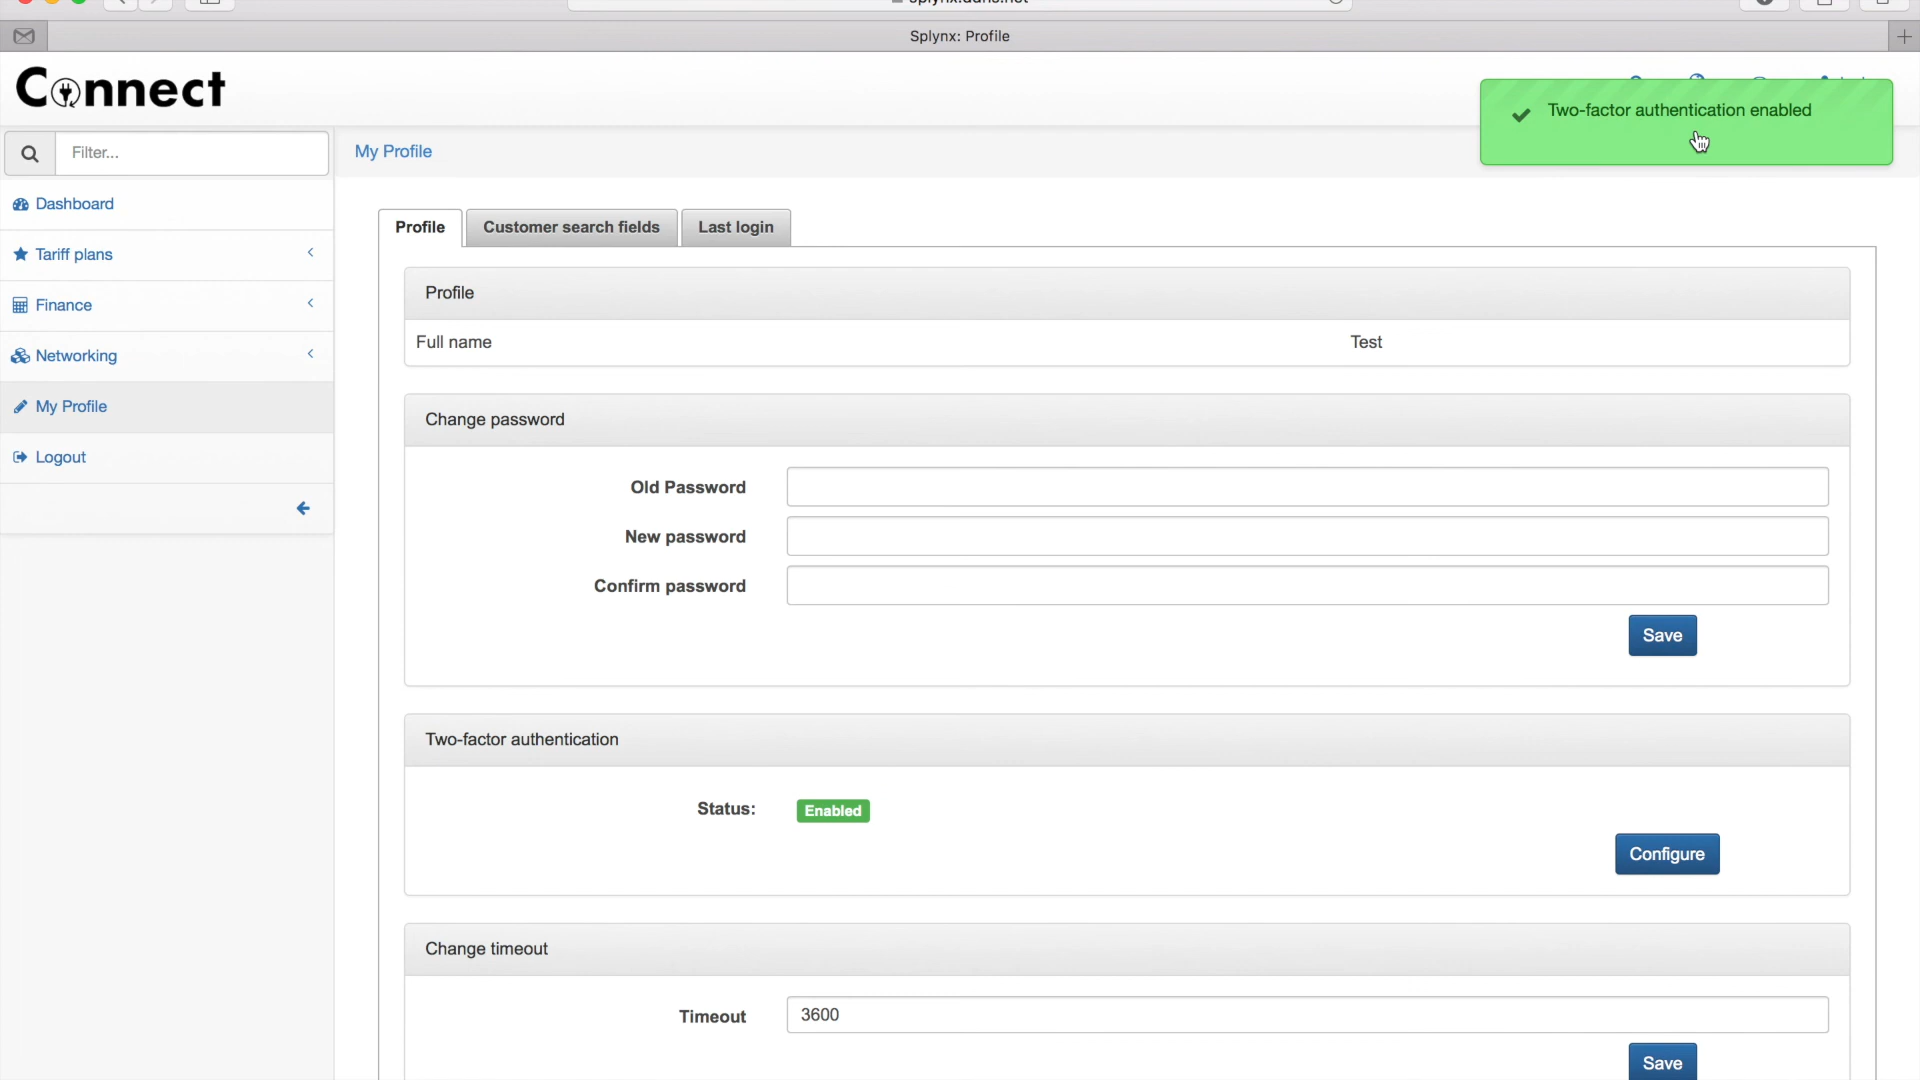 Splynx: Profile
Connect
Two-factor authentication enabled
Filter...
My Profile
Dashboard
Profile
Customer search fields
Last login
Tariff plans
Profile
Finance
Full name
Test
Networking
My Profile
Change password
Logout
Old Password
New password
Confirm password
Save
Two-factor authentication
Status:
Enabled
Configure
Change timeout
Timeout
3600
Save